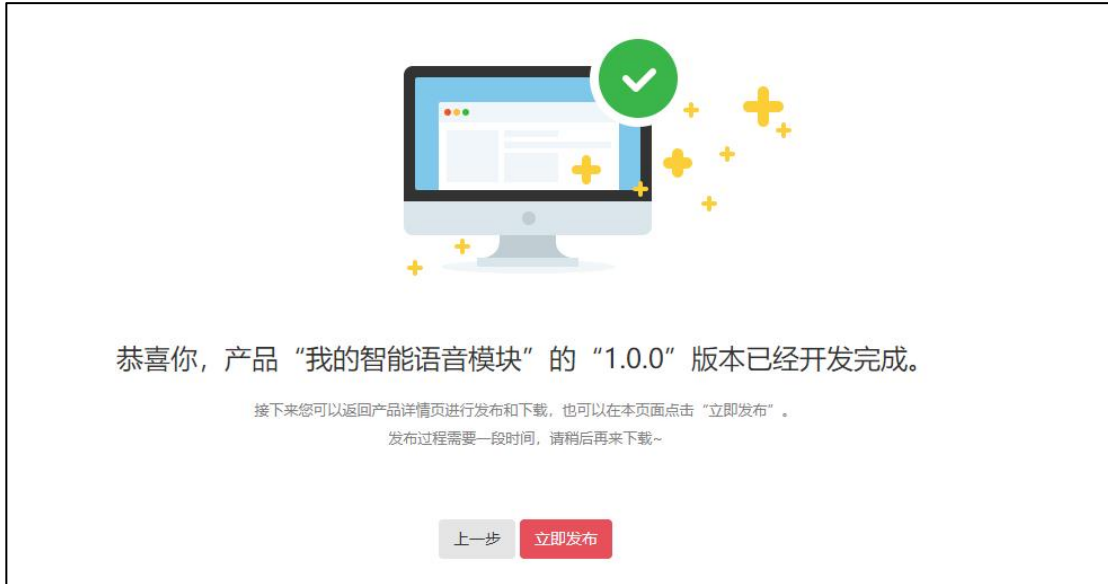 恭喜你，产品“我的智能语音模块”的“1.0.0”版本已经开发完成。
接下来您可以返回产品详情页进行发布和下载，也可以在本页面点击“立即发布”。
发布过程需要一段时间，请稍后再来下载~
上一步 立即发布